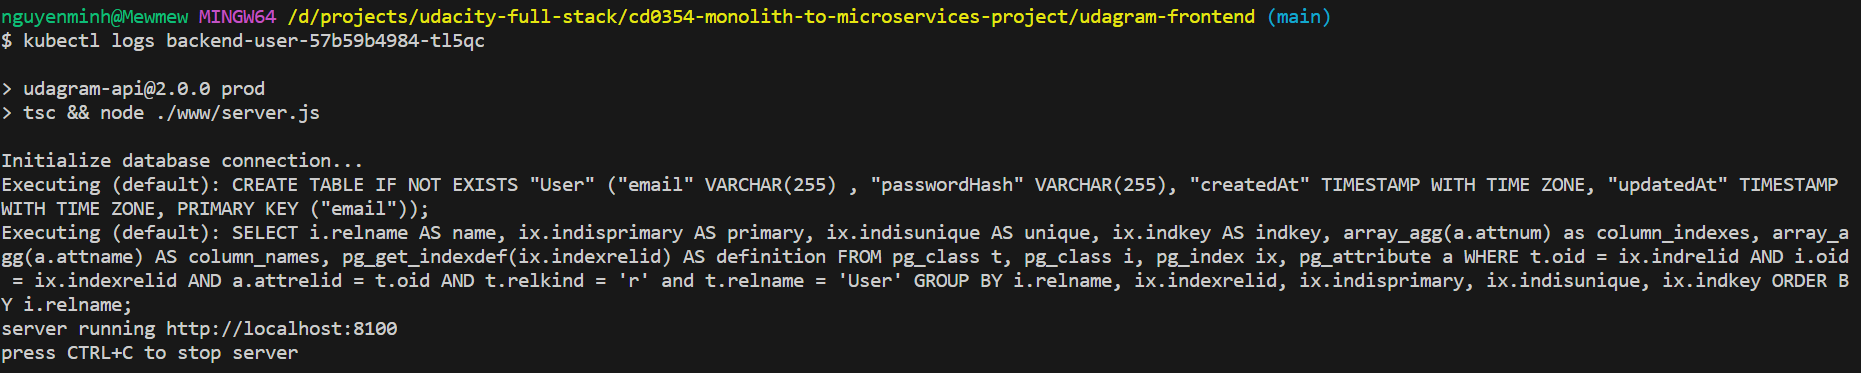 nguyenminh@Mewmew MINGW64 /d/projects/udacity-full-stack/cd0354-monolith-to-microservices-project/udagram-frontend (main)
$ kubectl logs backend-user-57b59b4984-tl5qc
> udagram-api@2.0.0 prod
> tsc && node ./www/server.js
Initialize database connection...
Executing (default): CREATE TABLE IF NOT EXISTS "User" ("email" VARCHAR(255) , "passwordHash" VARCHAR(255), "createdAt" TIMESTAMP WITH TIME ZONE, "updatedAt" TIMESTAMP
WITH TIME ZONE, PRIMARY KEY ("email"));
Executing (default): SELECT i.relname AS name, ix.indisprimary AS primary, ix.indisunique AS unique, ix.indkey AS indkey, array_agg(a.attnum) as column_indexes, array_a
gg(a.attname) AS column_names, pg_get_indexdef(ix.indexrelid) AS definition FROM pg_class t, pg_class i, pg_index ix, pg_attribute a WHERE t.oid = ix.indrelid AND i.oid
= ix.indexrelid AND a.attrelid = t.oid AND t.relkind = 'r' and t.relname = 'User' GROUP BY i.relname, ix.indexrelid, ix.indisprimary, ix.indisunique, ix.indkey ORDER B
Y i.relname;
server running http://localhost:8100
press CTRL+C to stop server